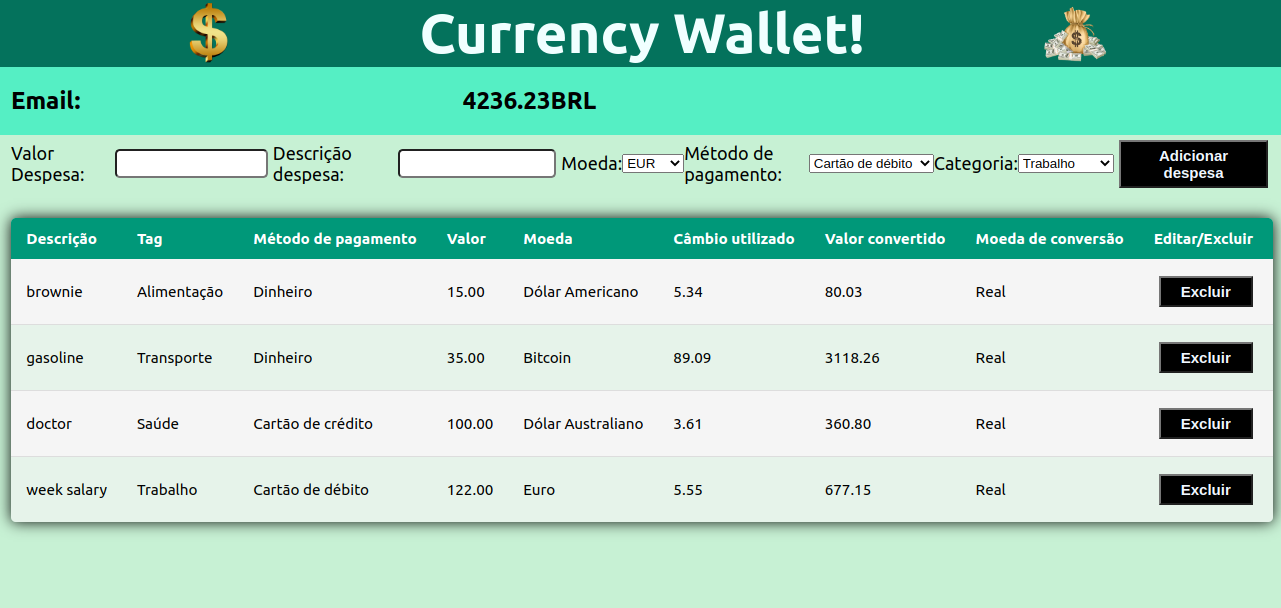 Currency Wallet!
Email: 4236.23BRL
Valor Despesa: Descrição despesa: Moeda: EUR Método de pagamento: Cartão de débito Categoria: Trabalho Adicionar despesa
Descrição Tag Método de pagamento Valor Moeda Câmbio utilizado Valor convertido Moeda de conversão Editar/Excluir
brownie Alimentação Dinheiro 15.00 Dólar Americano 5.34 80.03 Real Excluir
gasoline Transporte Dinheiro 35.00 Bitcoin 89.09 3118.26 Real Excluir
doctor Saúde Cartão de crédito 100.00 Dólar Australiano 3.61 360.80 Real Excluir
week salary Trabalho Cartão de débito 122.00 Euro 5.55 677.15 Real Excluir